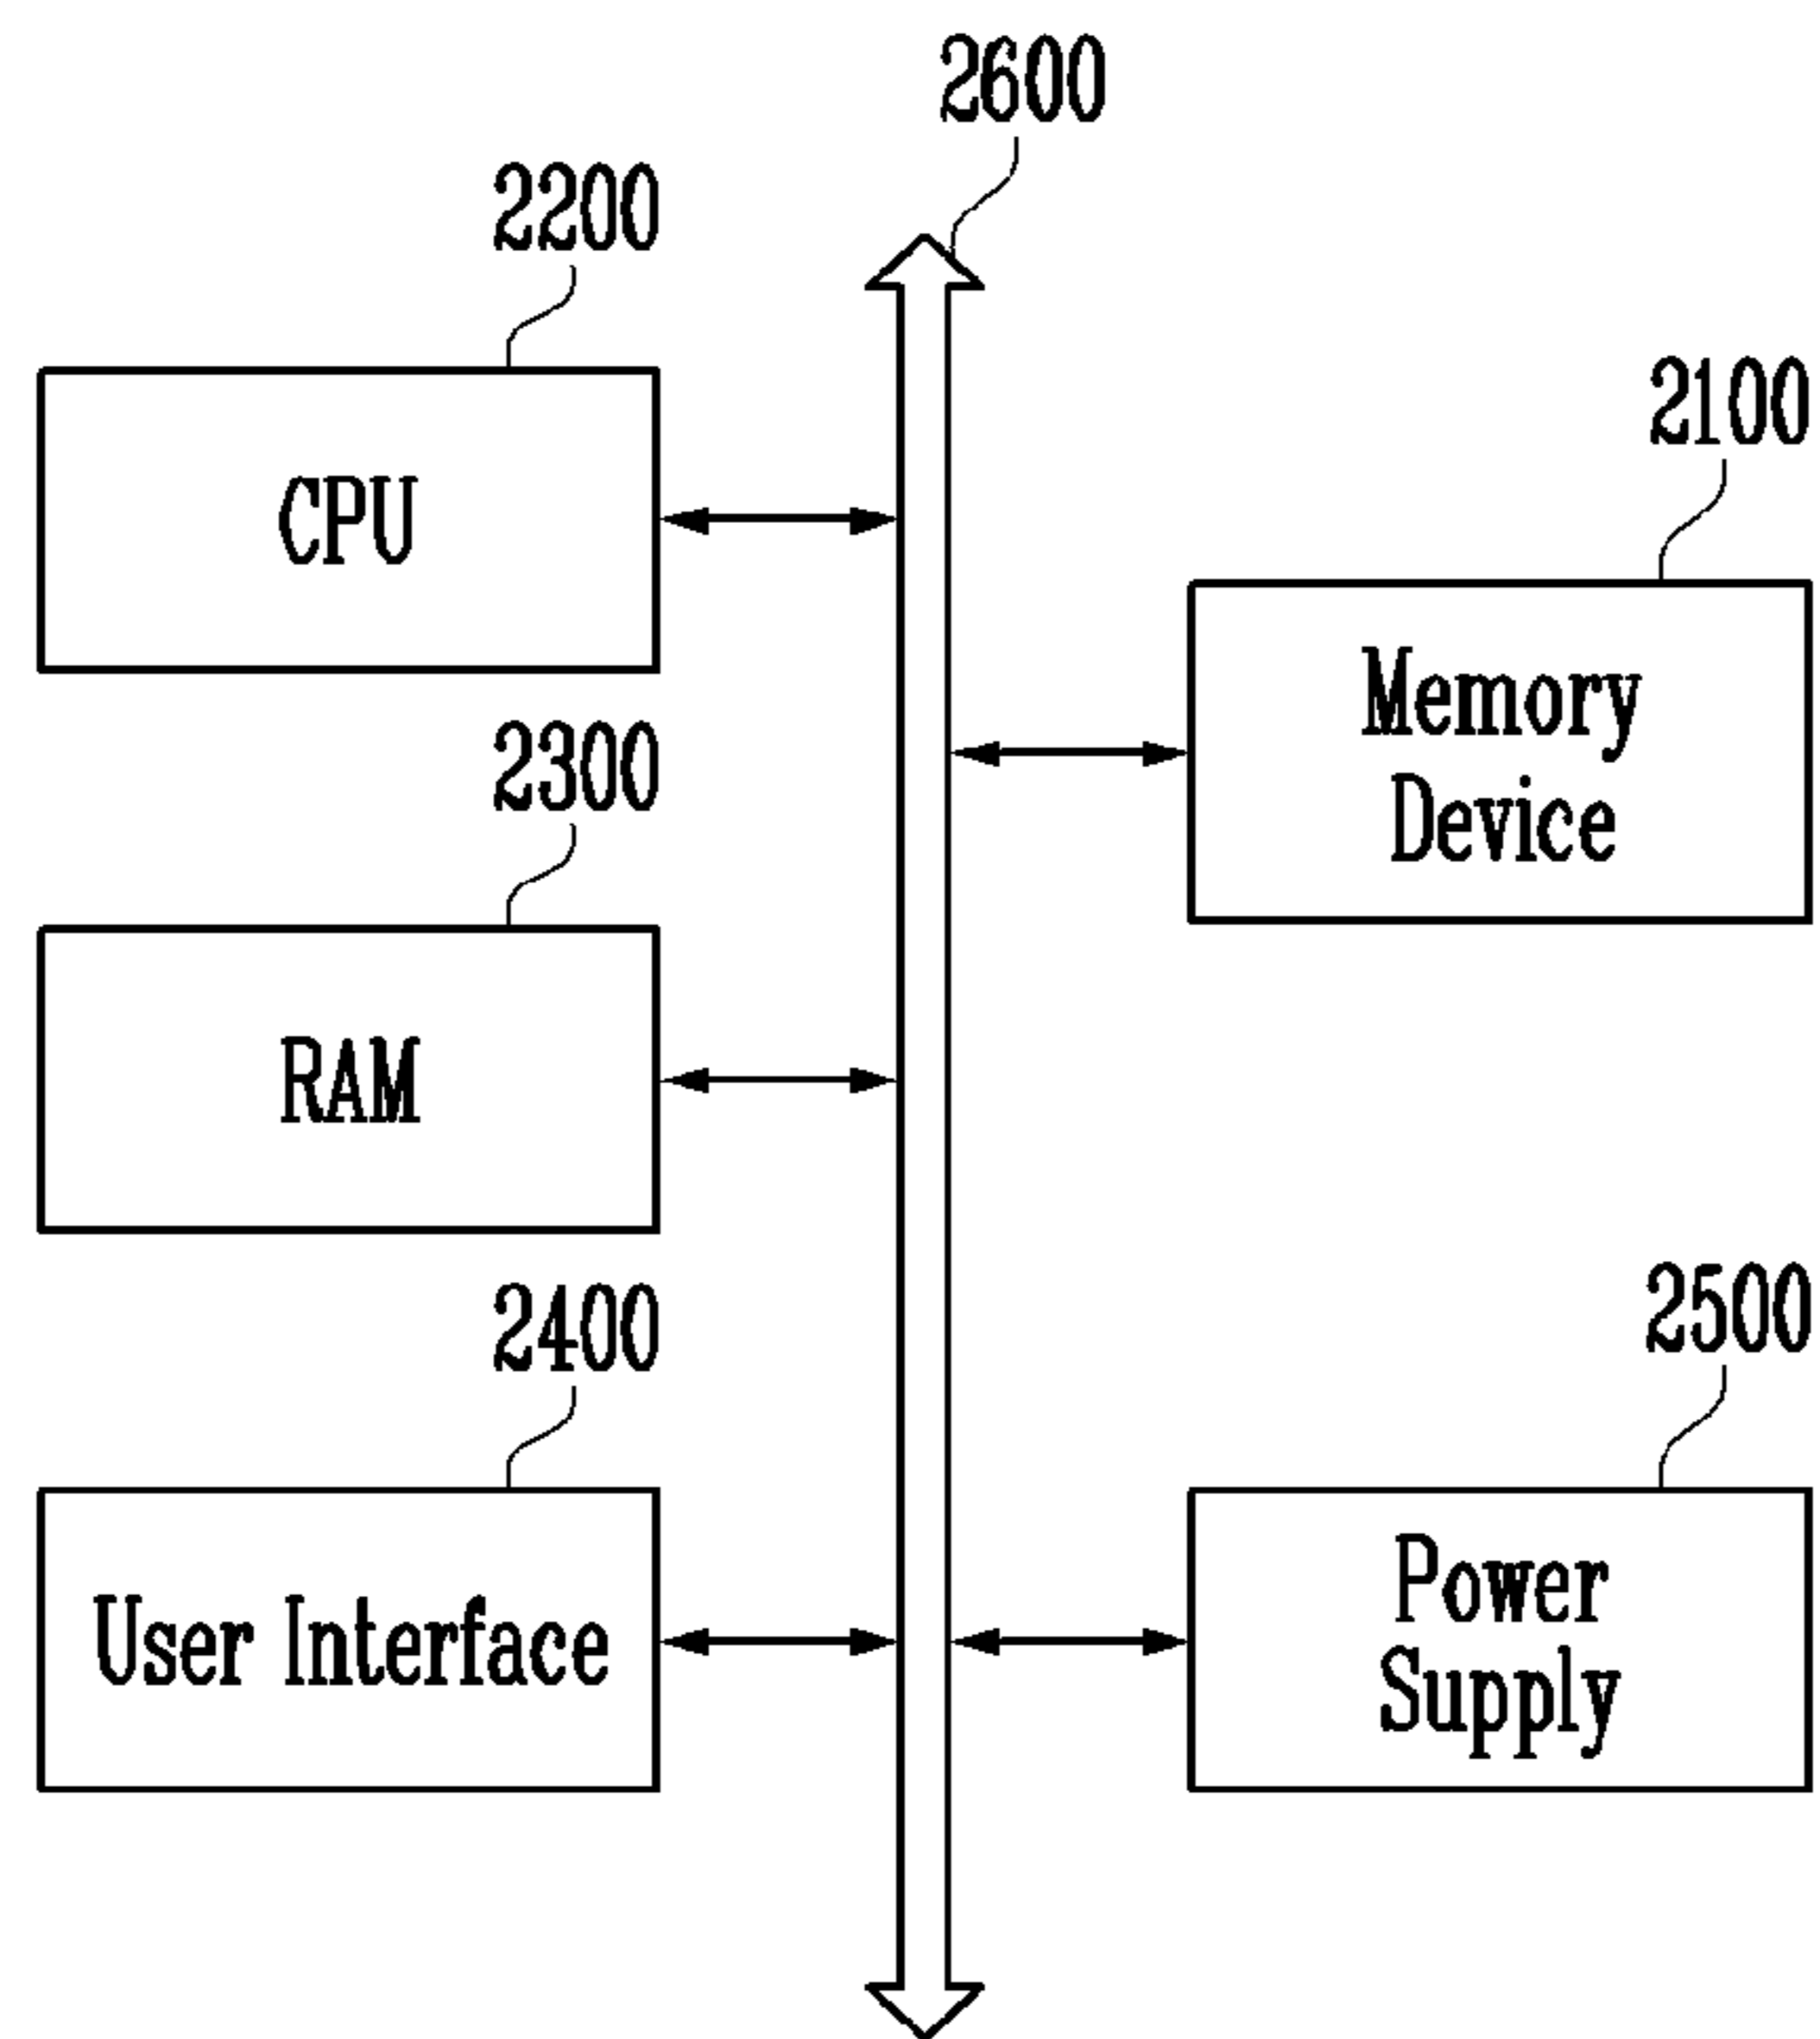 2600
2200
CPU
2100
Memory
Device
2300
RAM
2400
User Interface
2500
Power
Supply